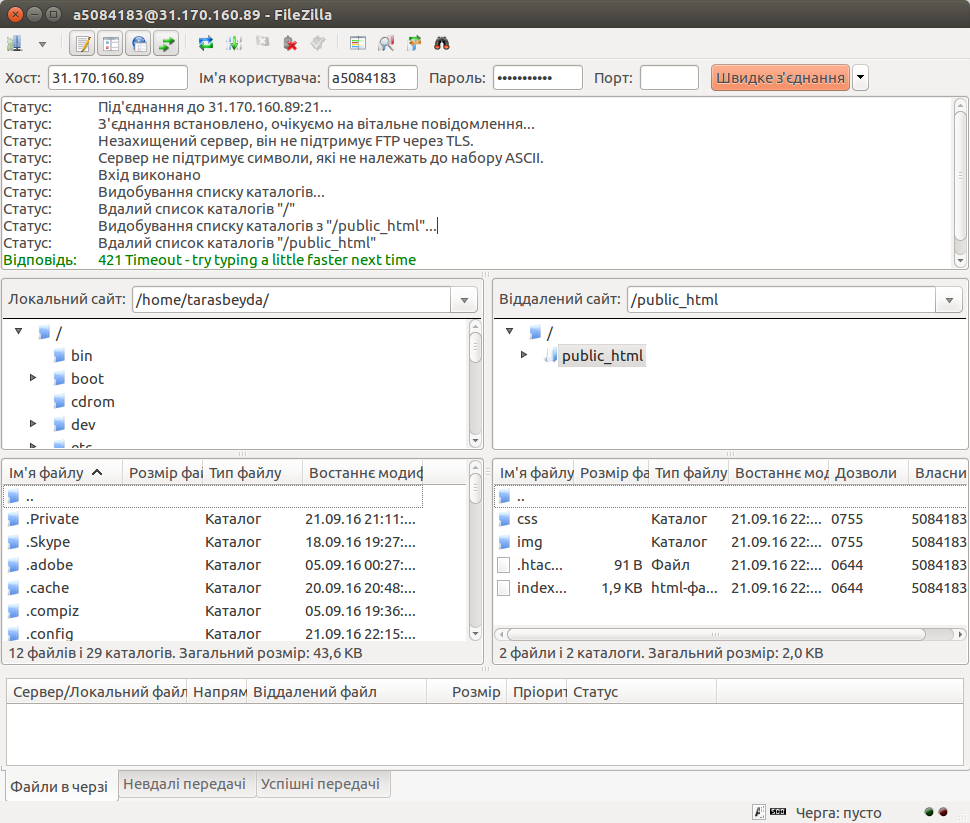 a5084183@31.170.160.89 - FileZilla
Хост: 31.170.160.89 Ім'я користувача: a5084183 Пароль: ••••••••••• Порт: Швидке з'єднання
Статус: Під'єднання до 31.170.160.89:21...
Статус: З'єднання встановлено, очікуємо на вітальне повідомлення...
Статус: Незахищений сервер, він не підтримує FTP через TLS.
Статус: Сервер не підтримує символи, які не належать до набору ASCII.
Статус: Вхід виконано
Статус: Видобування списку каталогів...
Статус: Вдалий список каталогів "/"
Статус: Видобування списку каталогів з "/public_html"...
Статус: Вдалий список каталогів "/public_html"
Відповідь: 421 Timeout - try typing a little faster next time
Локальний сайт: /home/tarasbeyda/
/
bin
boot
cdrom
dev
etc
Віддалений сайт: /public_html
/
public_html
Ім'я файлу Розмір фаі Тип файлу Востаннє модиф
..
.Private Каталог 21.09.16 21:11:...
.Skype Каталог 18.09.16 19:27:...
.adobe Каталог 05.09.16 00:27:...
.cache Каталог 20.09.16 20:48:...
.compiz Каталог 05.09.16 19:36:...
.config Каталог 21.09.16 22:15:...
12 файлів і 29 каталогів. Загальний розмір: 43,6 KB
Ім'я файлу Розмір фа Тип файлу Востаннє мод Дозволи Власни
..
css Каталог 21.09.16 22:... 0755 5084183
img Каталог 21.09.16 22:... 0755 5084183
.htac... 91 B Файл 21.09.16 22:... 0644 5084183
index... 1,9 KB html-фа... 21.09.16 22:... 0644 5084183
2 файли і 2 каталоги. Загальний розмір: 2,0 KB
Сервер/Локальний файл Напрям Віддалений файл Розмір Пріорит Статус
Файли в черзі Невдалі передачі Успішні передачі
Черга: пусто